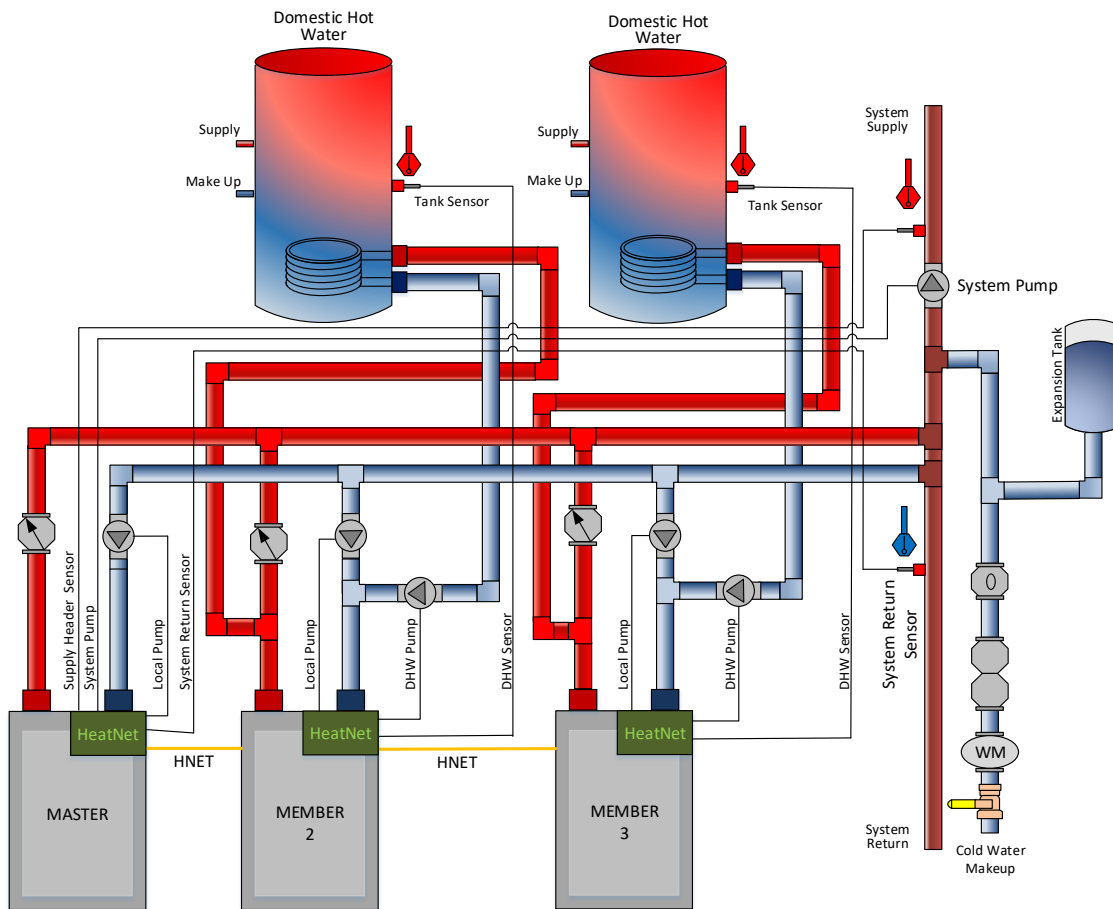 Domestic Hot
Water
Domestic Hot
Water
Supply
Make Up
Tank Sensor
Supply
Make Up
Tank Sensor
System
Supply
System Pump
Expansion Tank
Supply Header Sensor
System Pump
Local Pump
System Return Sensor
Local Pump
DHW Pump
DHW Sensor
Local Pump
DHW Pump
DHW Sensor
System Return
Sensor
HeatNet
HeatNet
HeatNet
HNET
HNET
MASTER
MEMBER
2
MEMBER
3
0
WM
System
Return
Cold Water
Makeup